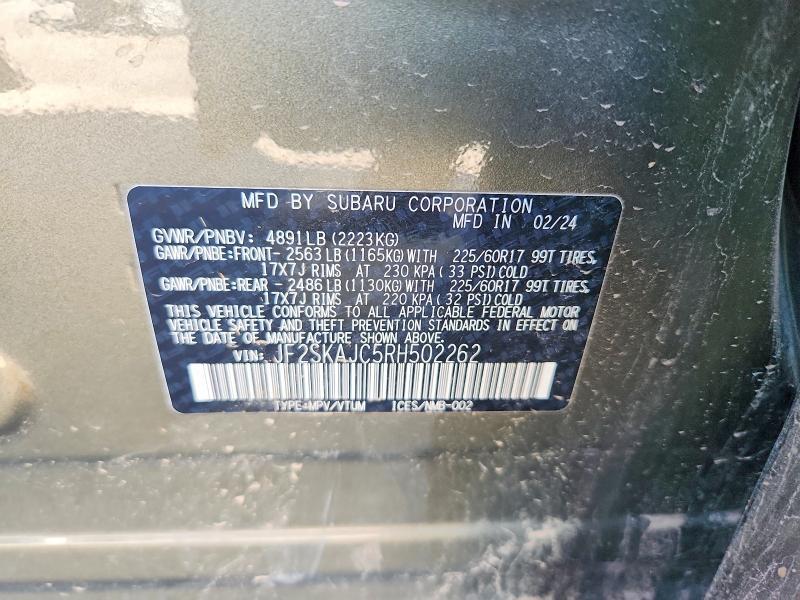 MFD BY SUBARU CORPORATION
MFD IN 02/24
GVWR/PNBV: 4891LB (2223KG)
GAWR/PNBE:FRONT- 2563LB (1165KG) WITH 225/60R17 99T TIRES,
17X7J RIMS AT 230 KPA (33 PSI) COLD
GAWR/PNBE:REAR - 2486LB (1130KG) WITH 225/60R17 99T TIRES,
17X7J RIMS AT 220 KPA (32 PSI) COLD
THIS VEHICLE CONFORMS TO ALL APPLICABLE FEDERAL MOTOR
VEHICLE SAFETY AND THEFT PREVENTION STANDARDS IN EFFECT ON
THE DATE OF MANUFACTURE SHOWN ABOVE.
VIN: JF2SKAJC5RH502262
TYPE:MPV/VTUM ICES/NMB-002